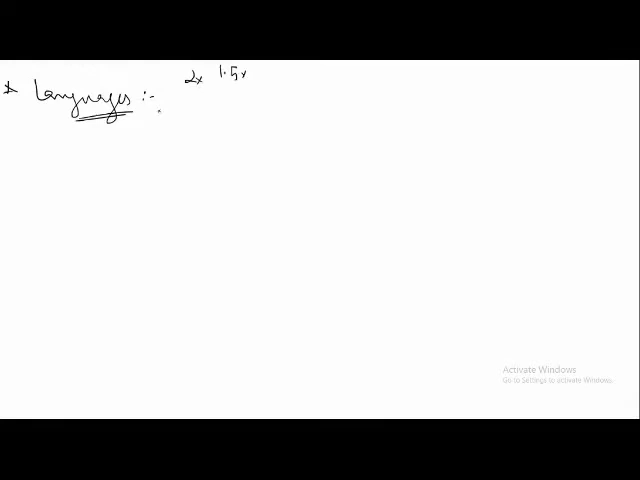 * Languages :-
2x 1.5x
Activate Windows
Go to Settings to activate Windows.